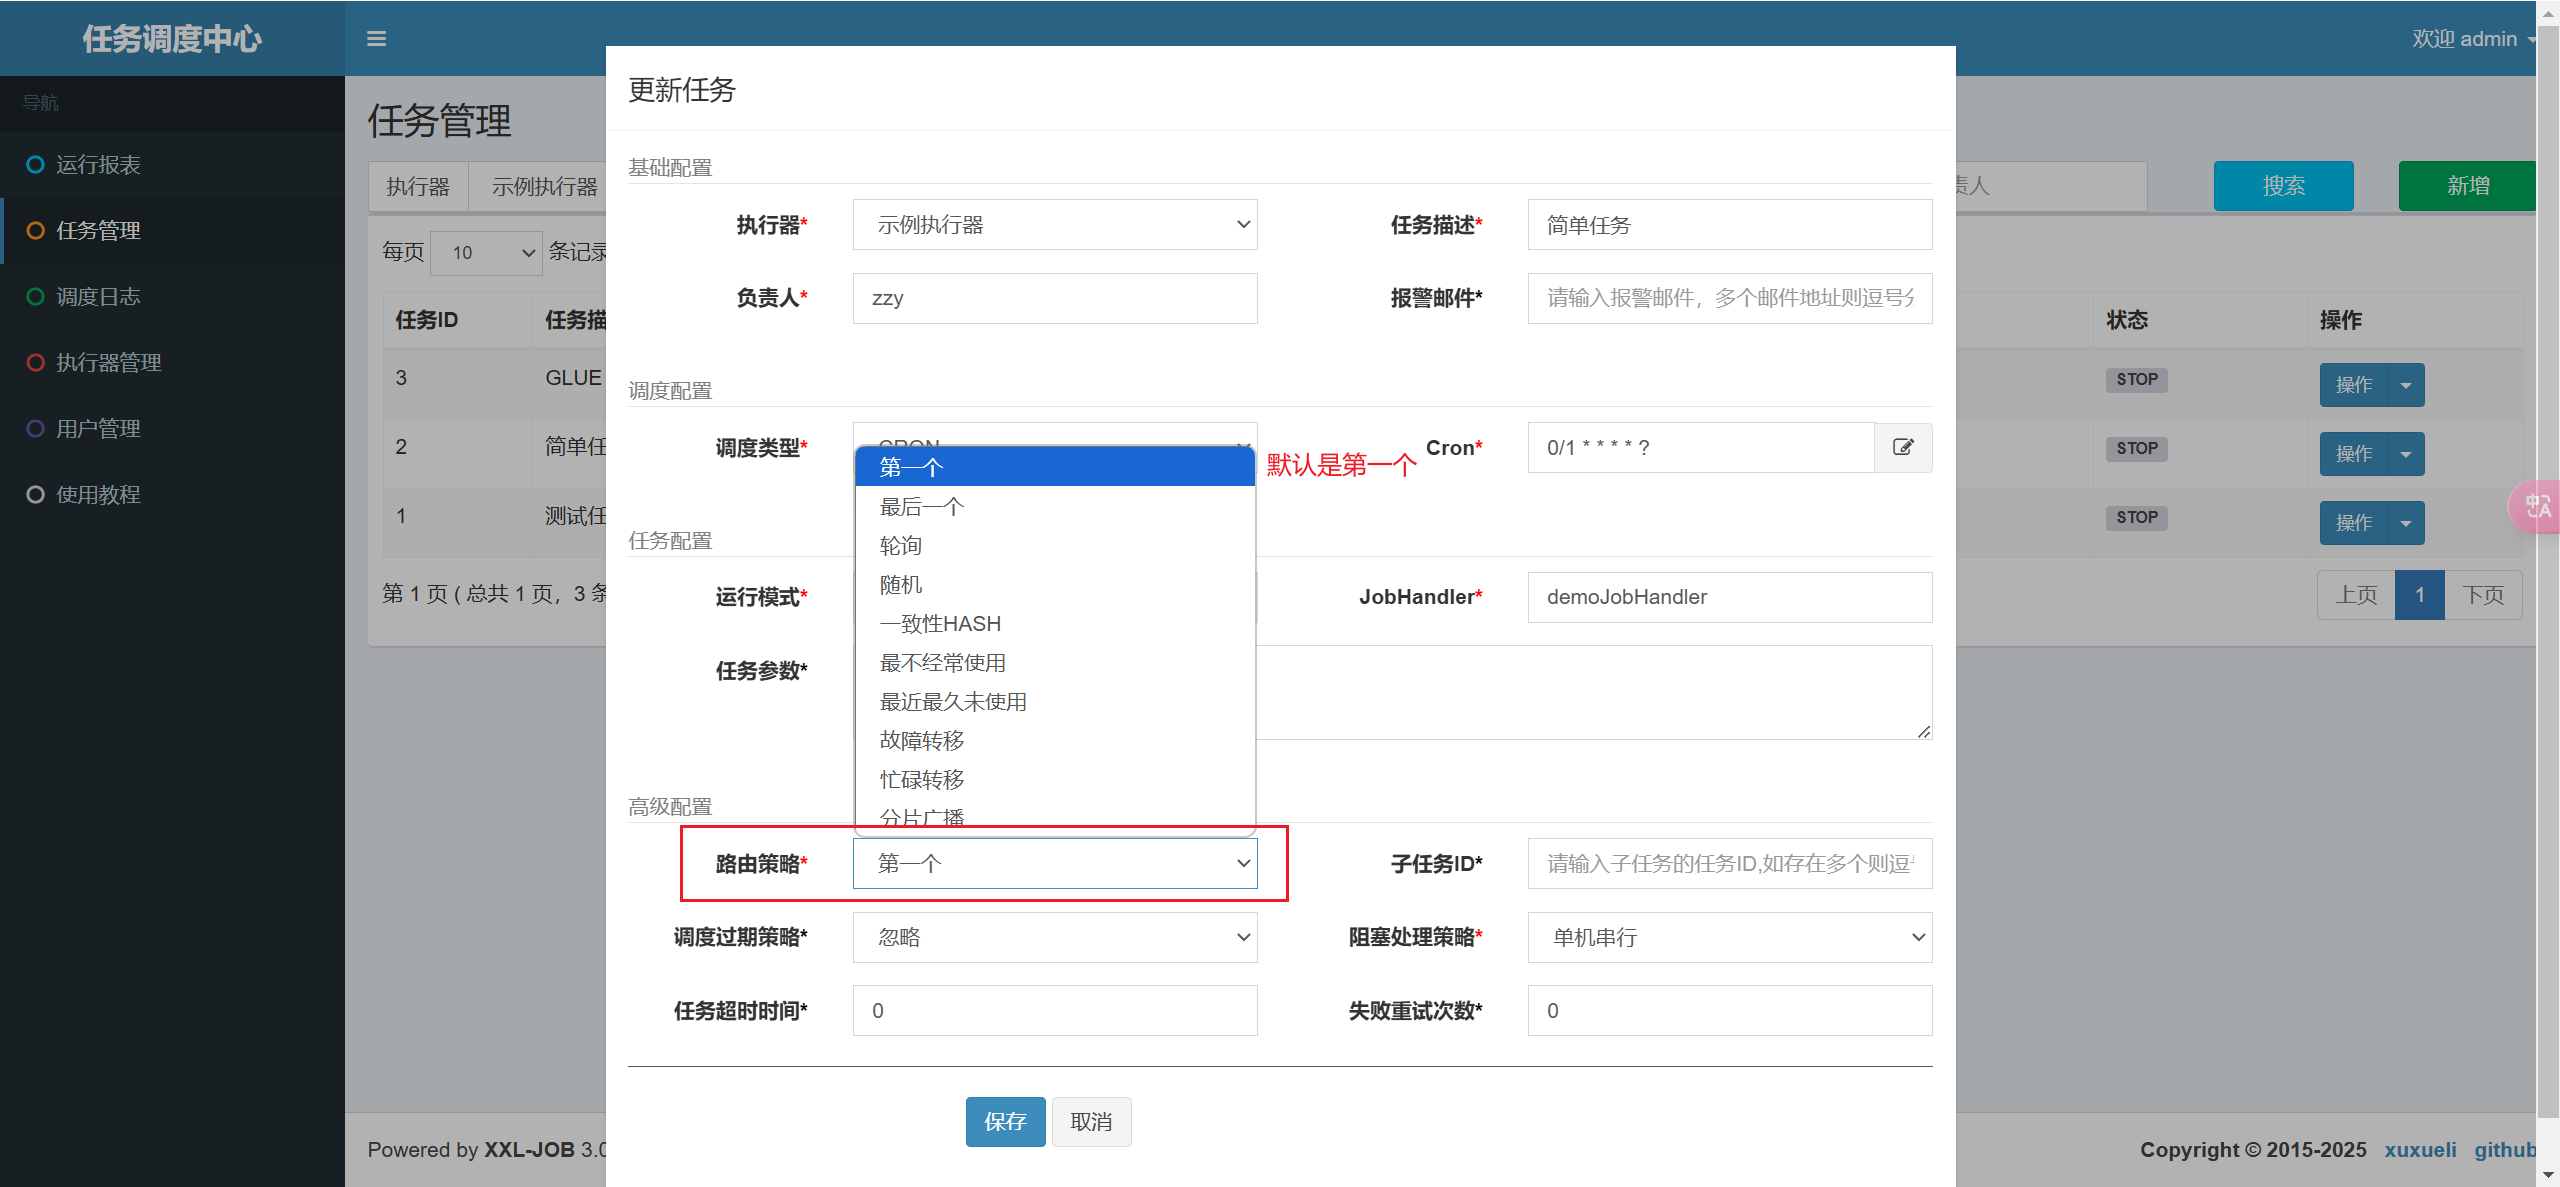 任务调度中心
欢迎 admin
导航
运行报表
任务管理
调度日志
执行器管理
用户管理
使用教程
任务管理
执行器
示例执行器
责人
搜索
新增
每页 10 条记录
任务ID
任务描
状态
操作
3
GLUE
STOP
操作
2
简单任
STOP
操作
1
测试任
STOP
操作
第 1 页 ( 总共 1 页，3 条
上页 1 下页
更新任务
基础配置
执行器* 示例执行器
任务描述* 简单任务
负责人* zzy
报警邮件* 请输入报警邮件，多个邮件地址则逗号分
调度配置
调度类型* CRON
Cron* 0/1 * * * * ?
默认是第一个
第一个
最后一个
轮询
随机
一致性HASH
最不经常使用
最近最久未使用
故障转移
忙碌转移
分片广播
任务配置
运行模式*
JobHandler* demoJobHandler
任务参数*
高级配置
路由策略* 第一个
子任务ID* 请输入子任务的任务ID,如存在多个则逗
调度过期策略* 忽略
阻塞处理策略* 单机串行
任务超时时间* 0
失败重试次数* 0
保存 取消
Powered by XXL-JOB 3.0
Copyright © 2015-2025 xuxueli github
中A